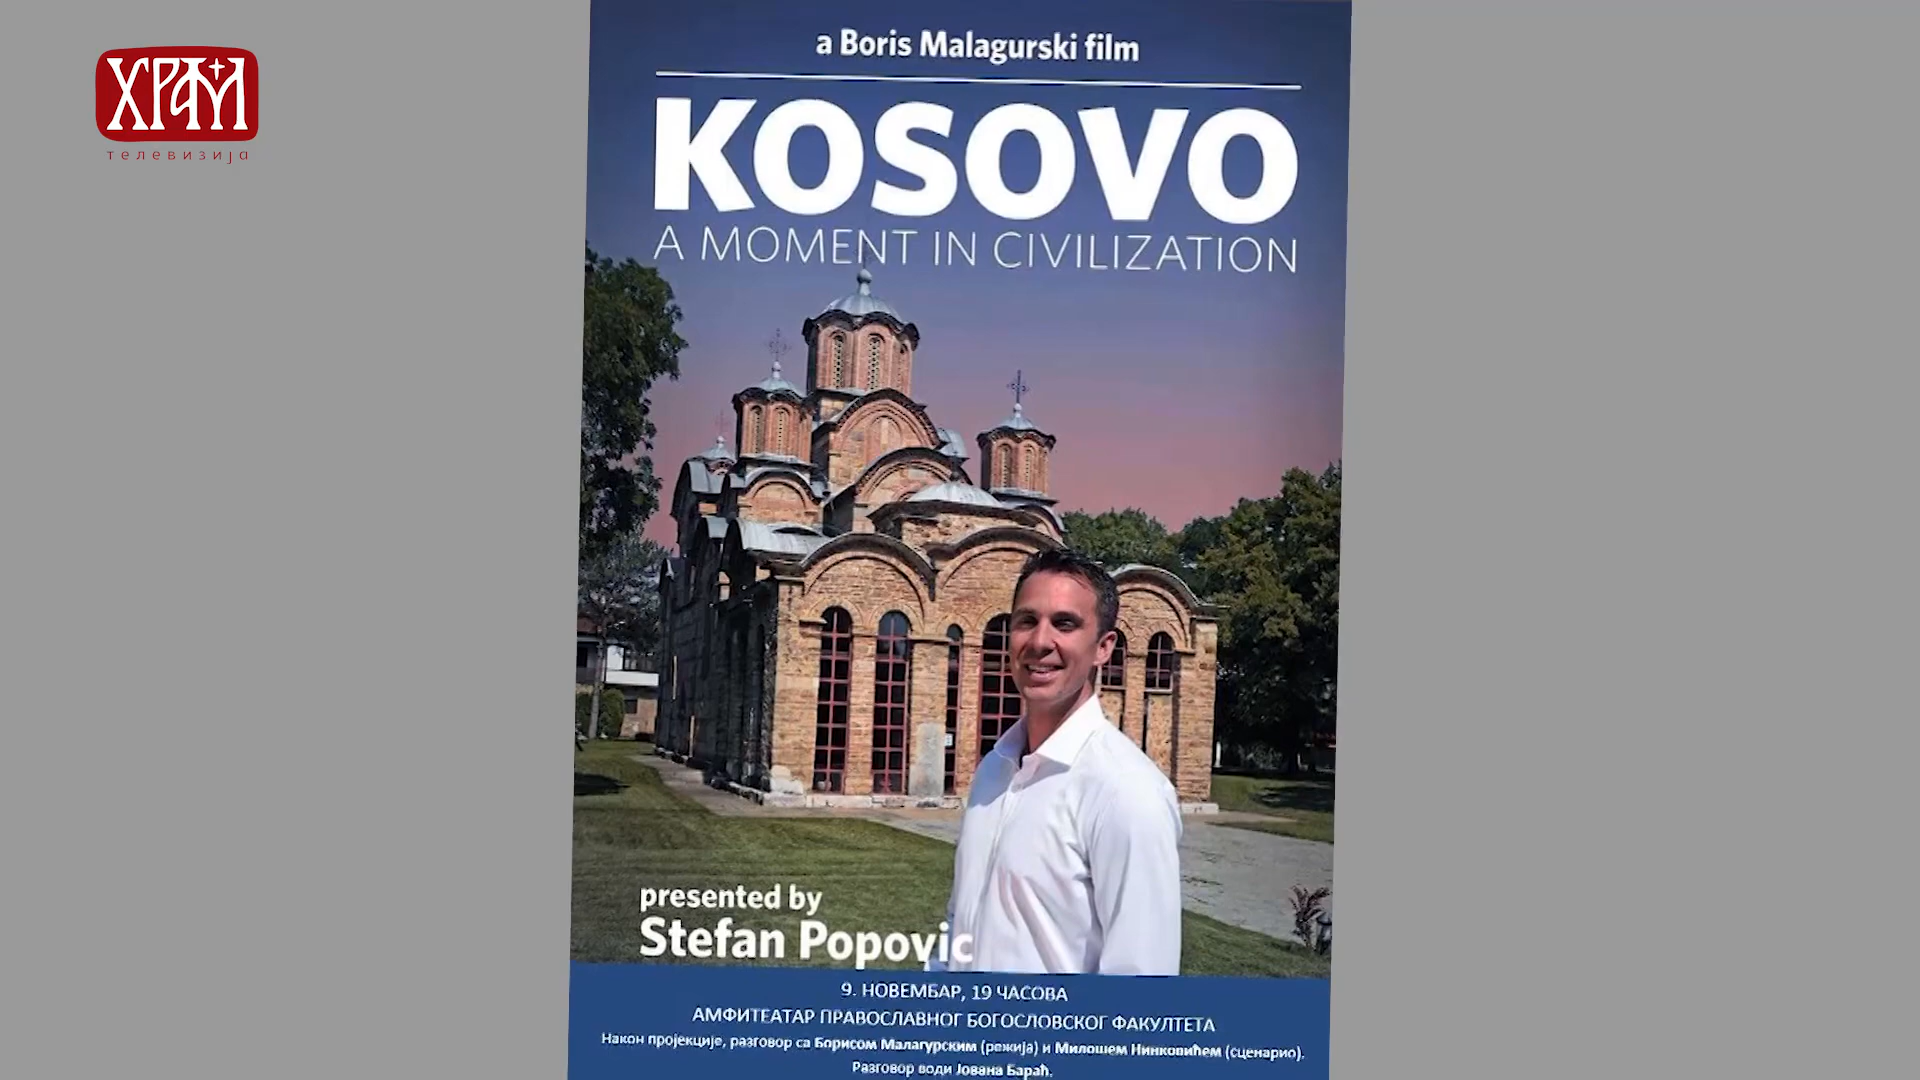 ХРАМ
телевизија
a Boris Malagurski film
KOSOVO
A MOMENT IN CIVILIZATION
presented by
Stefan Popovic
9. НОВЕМБАР, 19 ЧАСОВА
АМФИТЕАТАР ПРАВОСЛАВНОГ БОГОСЛОВСКОГ ФАКУЛТЕТА
Након пројекције, разговор са Борисом Малагурским (режија) и Милошем Нинковићем (сценарио).
Разговор води Јована Бараћ.